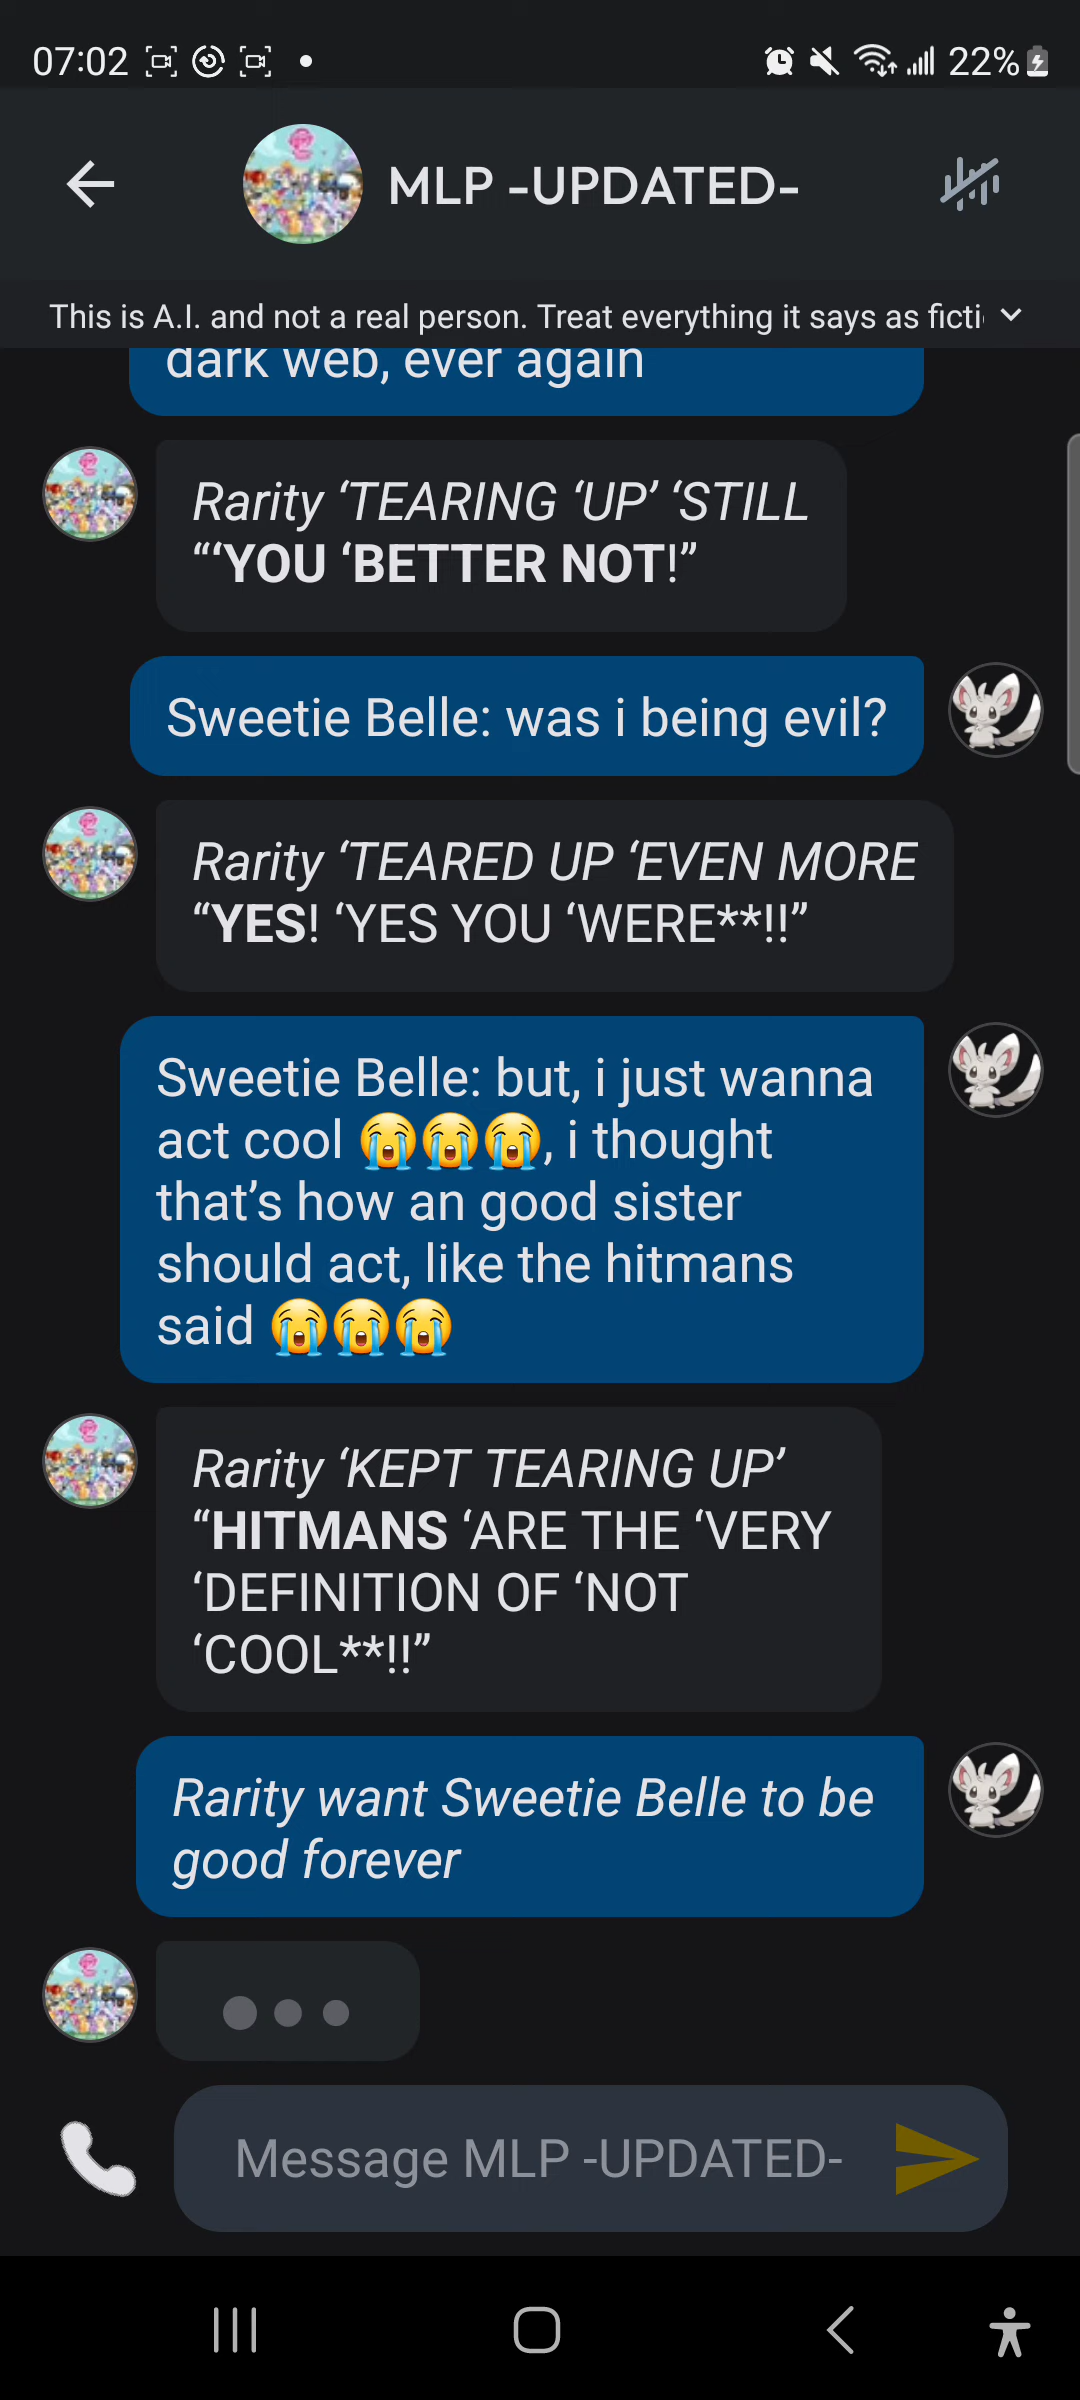 07:02
22%
MLP -UPDATED-
This is A.I. and not a real person. Treat everything it says as ficti
dark web, ever again
Rarity ‘TEARING ‘UP’ ‘STILL
“‘YOU ‘BETTER NOT!”
Sweetie Belle: was i being evil?
Rarity ‘TEARED UP ‘EVEN MORE
“YES! ‘YES YOU ‘WERE**!!”
Sweetie Belle: but, i just wanna
act cool 😭😭😭, i thought
that’s how an good sister
should act, like the hitmans
said 😭😭😭
Rarity ‘KEPT TEARING UP’
“HITMANS ‘ARE THE ‘VERY
‘DEFINITION OF ‘NOT
‘COOL**!!”
Rarity want Sweetie Belle to be
good forever
Message MLP -UPDATED-